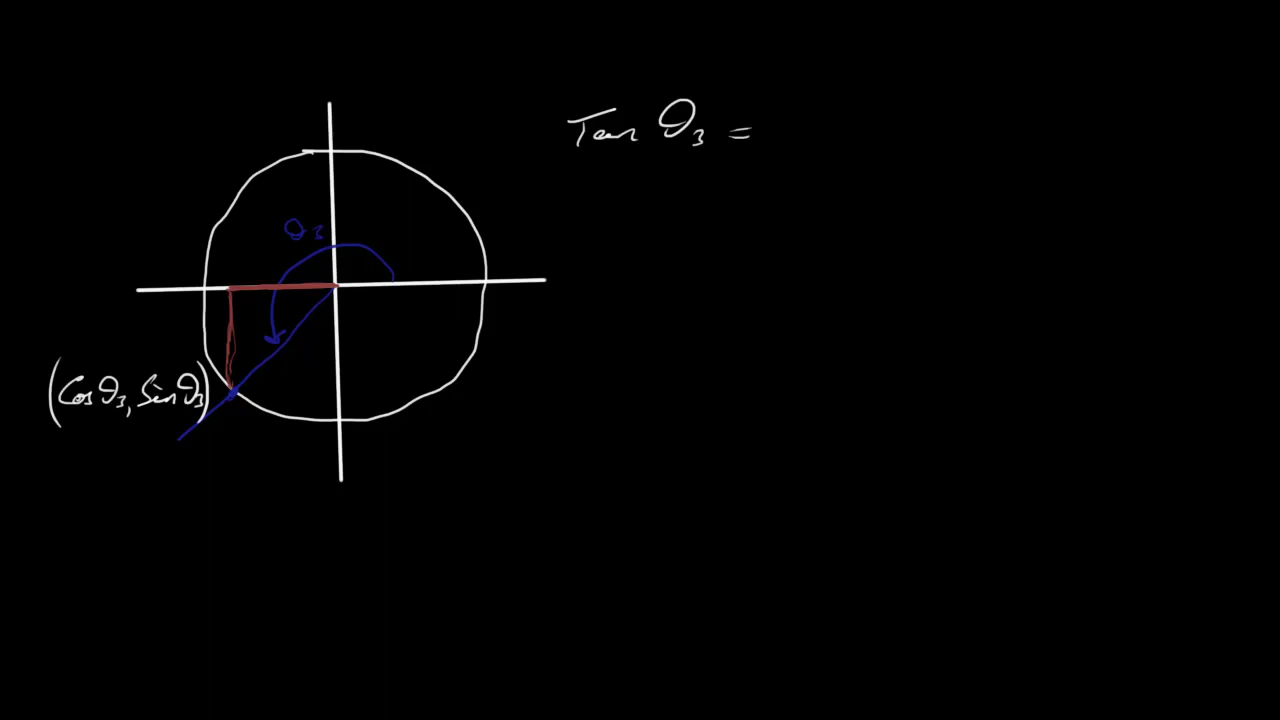 Tan θ₃ =
θ₃
(Cos θ₃, Sin θ₃)